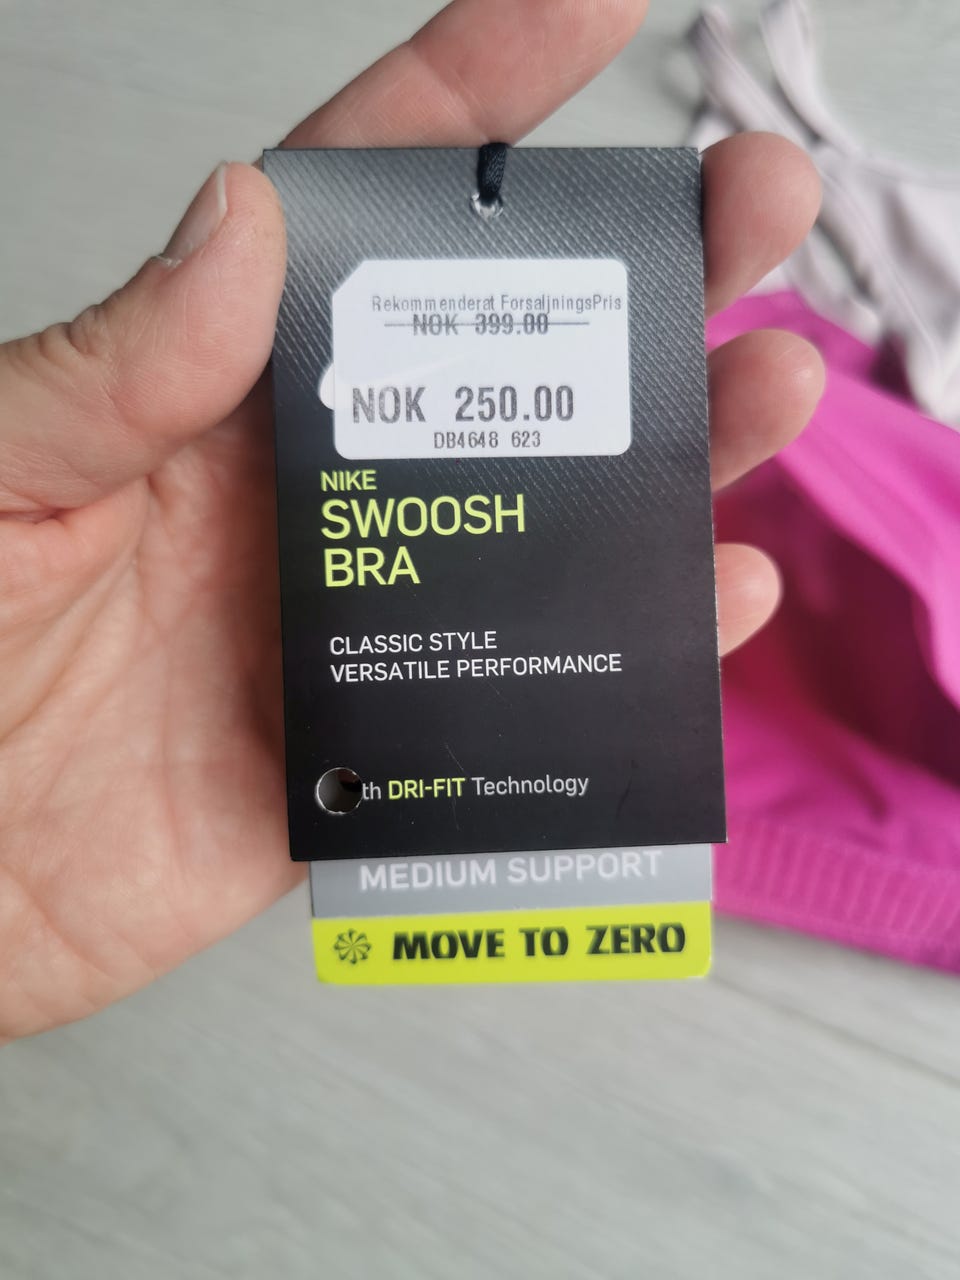 Rekommenderat ForsaljningsPris
NOK 399.00
NOK 250.00
DB4648 623
NIKE
SWOOSH
BRA
CLASSIC STYLE
VERSATILE PERFORMANCE
th DRI-FIT Technology
MEDIUM SUPPORT
MOVE TO ZERO